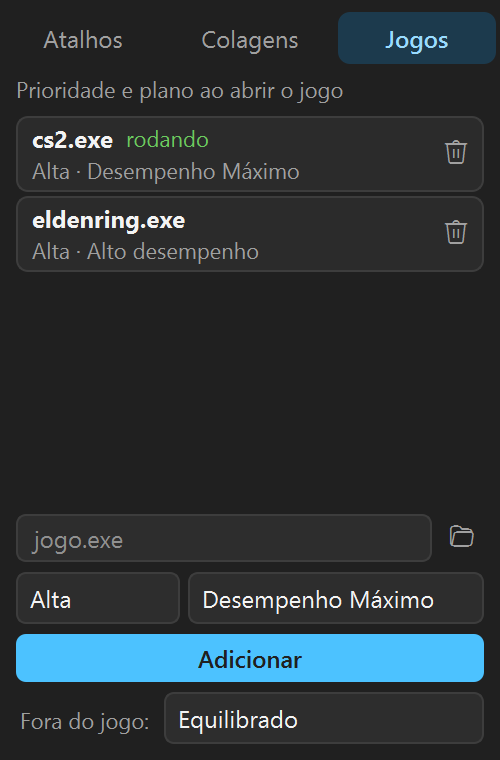 Atalhos Colagens Jogos
Prioridade e plano ao abrir o jogo
cs2.exe rodando
Alta · Desempenho Máximo
eldenring.exe
Alta · Alto desempenho
jogo.exe
Alta Desempenho Máximo
Adicionar
Fora do jogo: Equilibrado